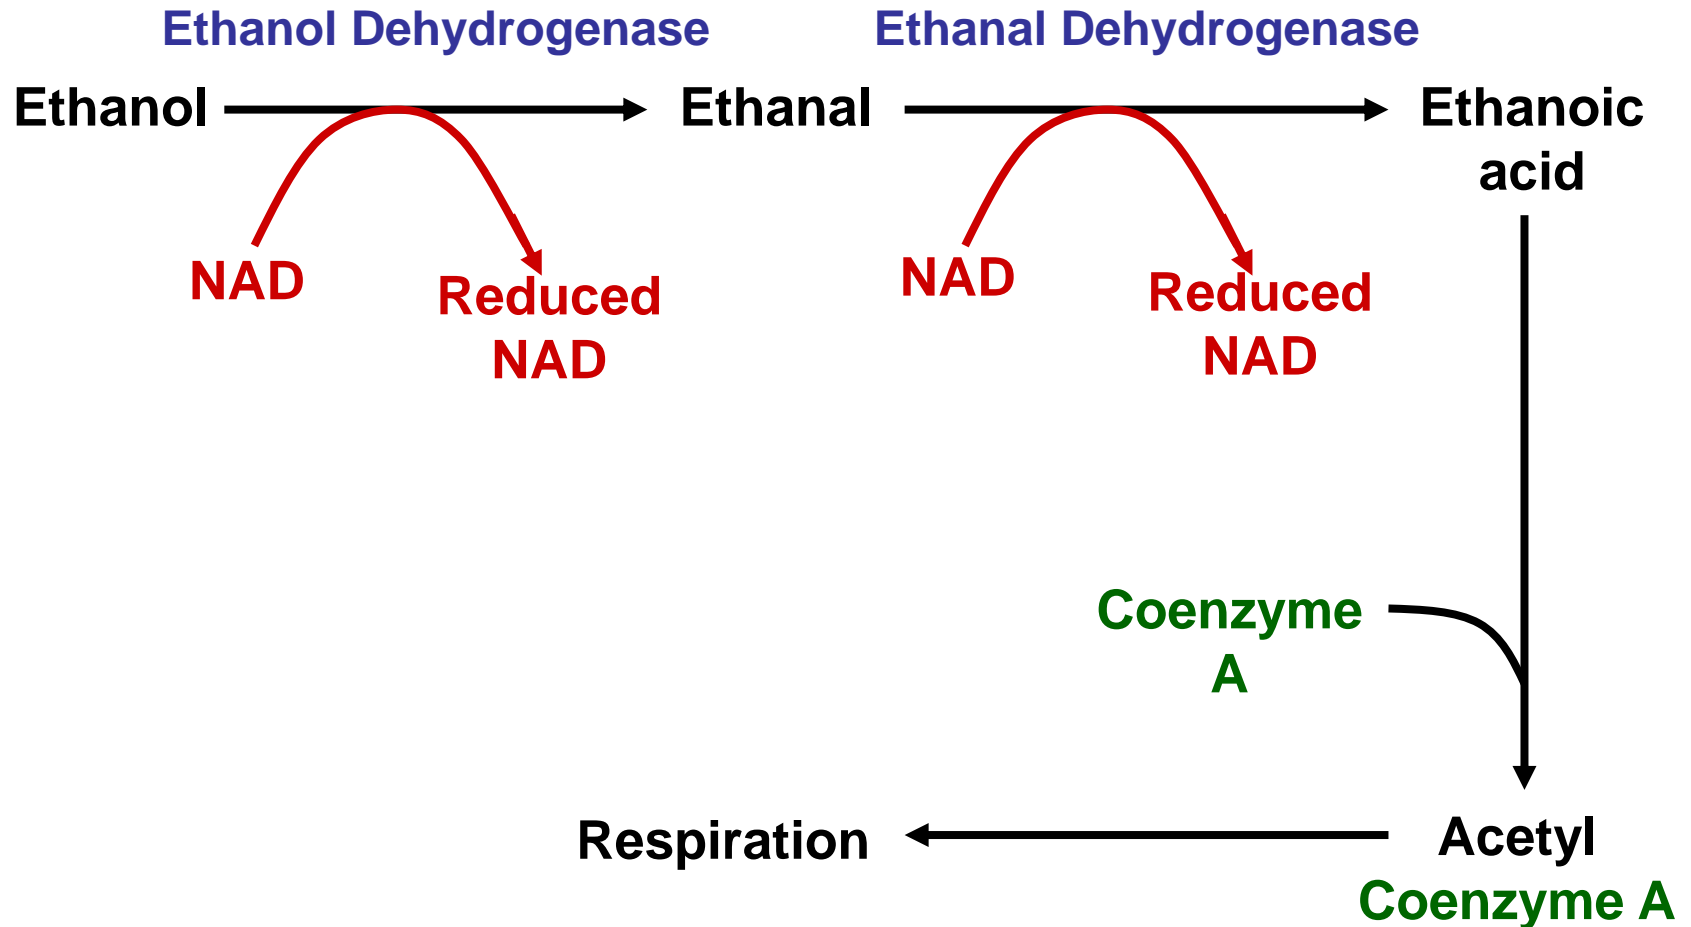 Ethanol Dehydrogenase
Ethanal Dehydrogenase
Ethanol
Ethanal
Ethanoic
acid
NAD
Reduced
NAD
NAD
Reduced
NAD
Coenzyme
A
Respiration
Acetyl
Coenzyme A